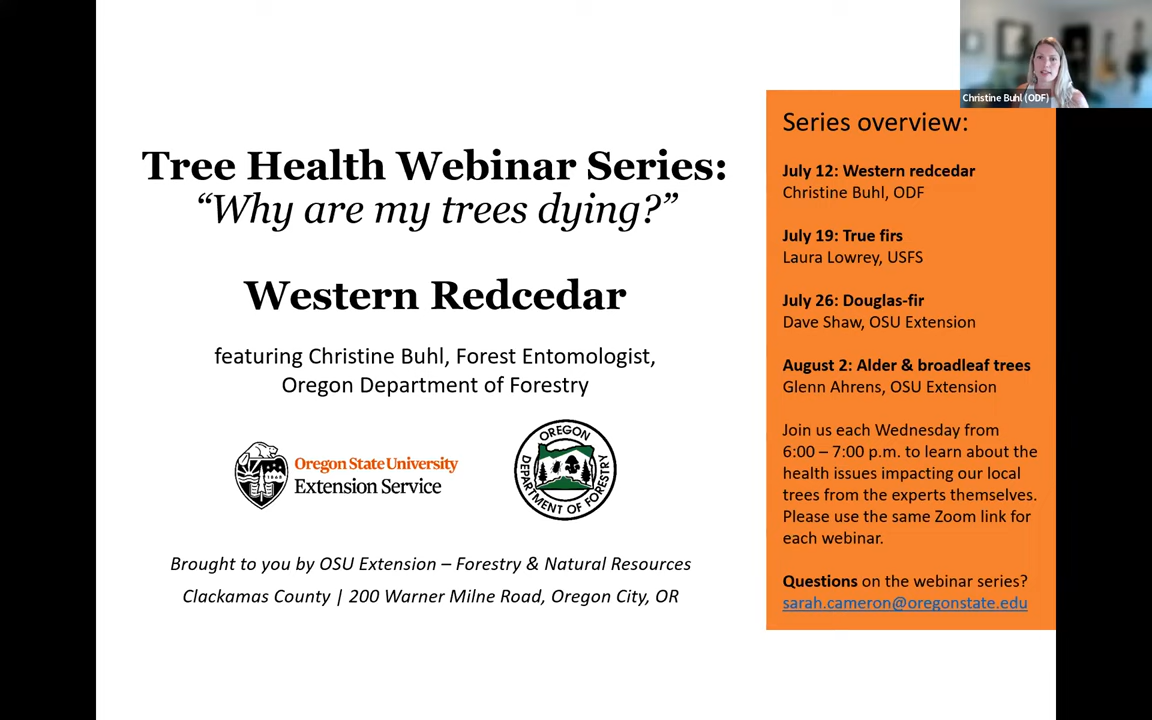 Christine Buhl (ODF)
Tree Health Webinar Series:
“Why are my trees dying?”
Western Redcedar
featuring Christine Buhl, Forest Entomologist,
Oregon Department of Forestry
1868
Oregon State University
Extension Service
OREGON
DEPARTMENT OF FORESTRY
Brought to you by OSU Extension – Forestry & Natural Resources
Clackamas County | 200 Warner Milne Road, Oregon City, OR
Series overview:
July 12: Western redcedar
Christine Buhl, ODF
July 19: True firs
Laura Lowrey, USFS
July 26: Douglas-fir
Dave Shaw, OSU Extension
August 2: Alder & broadleaf trees
Glenn Ahrens, OSU Extension
Join us each Wednesday from
6:00 – 7:00 p.m. to learn about the
health issues impacting our local
trees from the experts themselves.
Please use the same Zoom link for
each webinar.
Questions on the webinar series?
sarah.cameron@oregonstate.edu